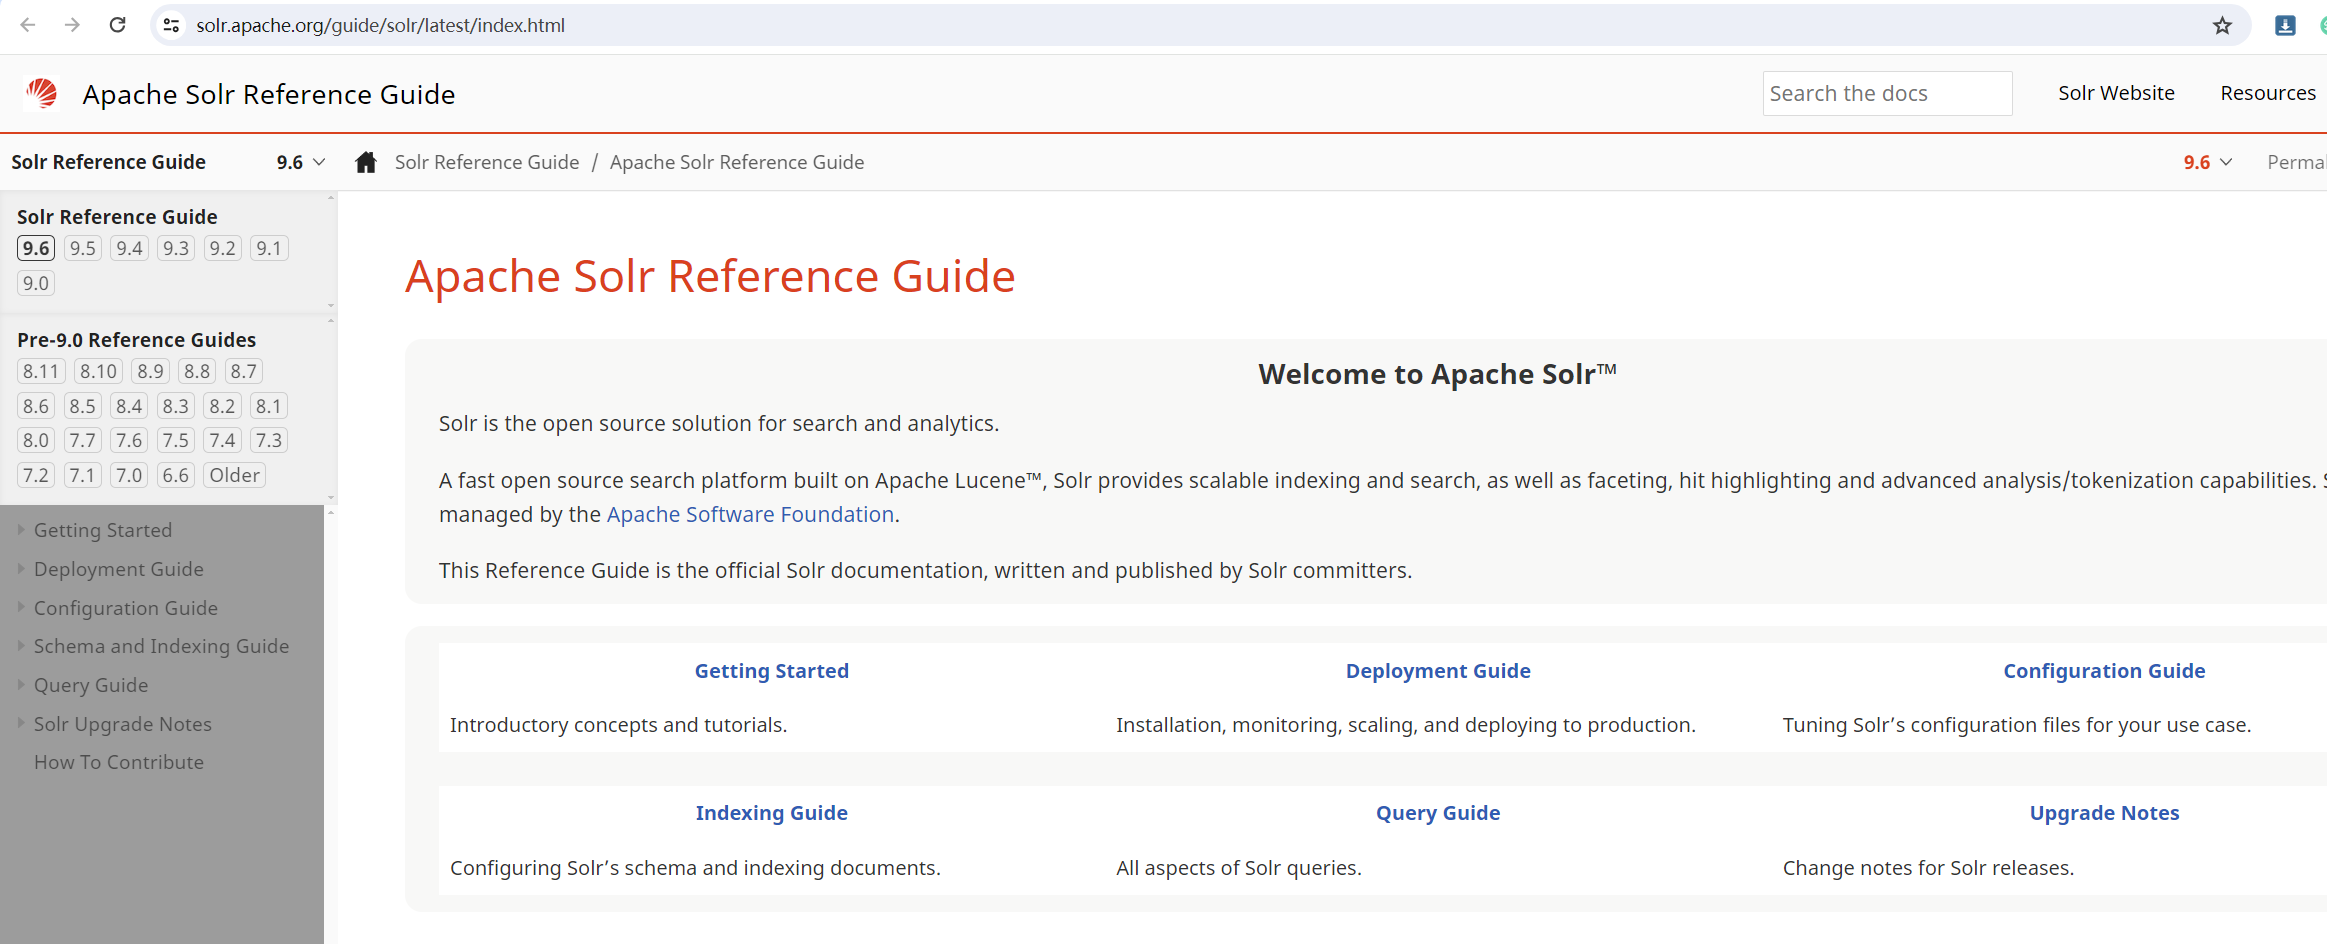 solr.apache.org/guide/solr/latest/index.html
Apache Solr Reference Guide
Search the docs
Solr Website
Resources
Solr Reference Guide
9.6
Solr Reference Guide / Apache Solr Reference Guide
9.6
Solr Reference Guide
9.6 9.5 9.4 9.3 9.2 9.1
9.0
Pre-9.0 Reference Guides
8.11 8.10 8.9 8.8 8.7
8.6 8.5 8.4 8.3 8.2 8.1
8.0 7.7 7.6 7.5 7.4 7.3
7.2 7.1 7.0 6.6 Older
Getting Started
Deployment Guide
Configuration Guide
Schema and Indexing Guide
Query Guide
Solr Upgrade Notes
How To Contribute
Apache Solr Reference Guide
Welcome to Apache Solr™
Solr is the open source solution for search and analytics.
A fast open source search platform built on Apache Lucene™, Solr provides scalable indexing and search, as well as faceting, hit highlighting and advanced analysis/tokenization capabilities.
managed by the Apache Software Foundation.
This Reference Guide is the official Solr documentation, written and published by Solr committers.
Getting Started
Introductory concepts and tutorials.
Deployment Guide
Installation, monitoring, scaling, and deploying to production.
Configuration Guide
Tuning Solr’s configuration files for your use case.
Indexing Guide
Configuring Solr’s schema and indexing documents.
Query Guide
All aspects of Solr queries.
Upgrade Notes
Change notes for Solr releases.